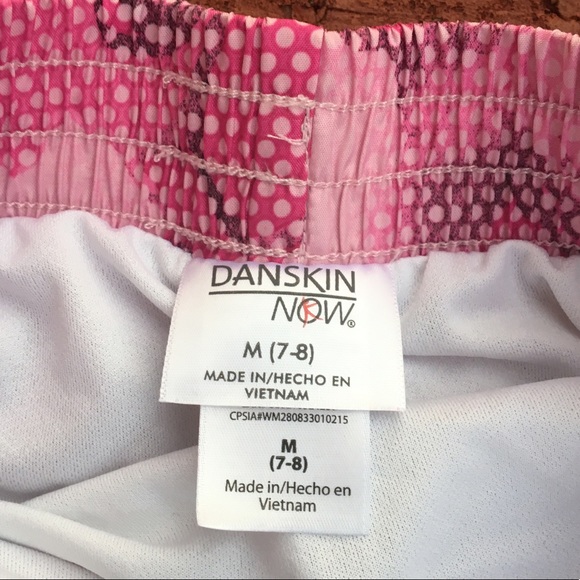 DANSKIN
NOW®
M (7-8)
MADE IN/HECHO EN
VIETNAM
CPSIA#WM280833010215
M
(7-8)
Made in/Hecho en
Vietnam